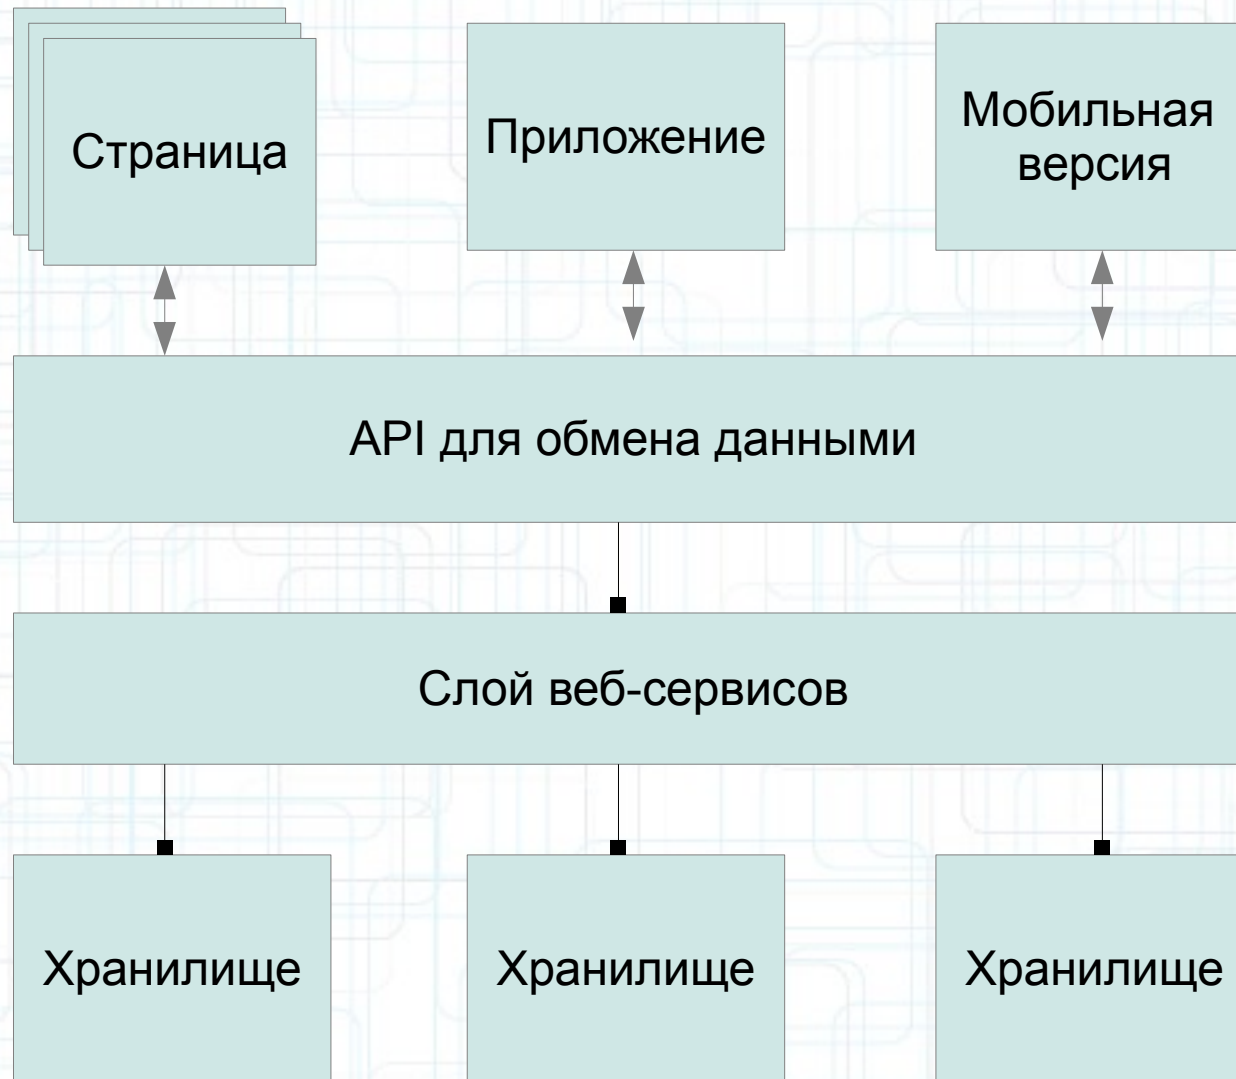 Страница
Приложение
Мобильная
версия
API для обмена данными
Слой веб-сервисов
Хранилище
Хранилище
Хранилище